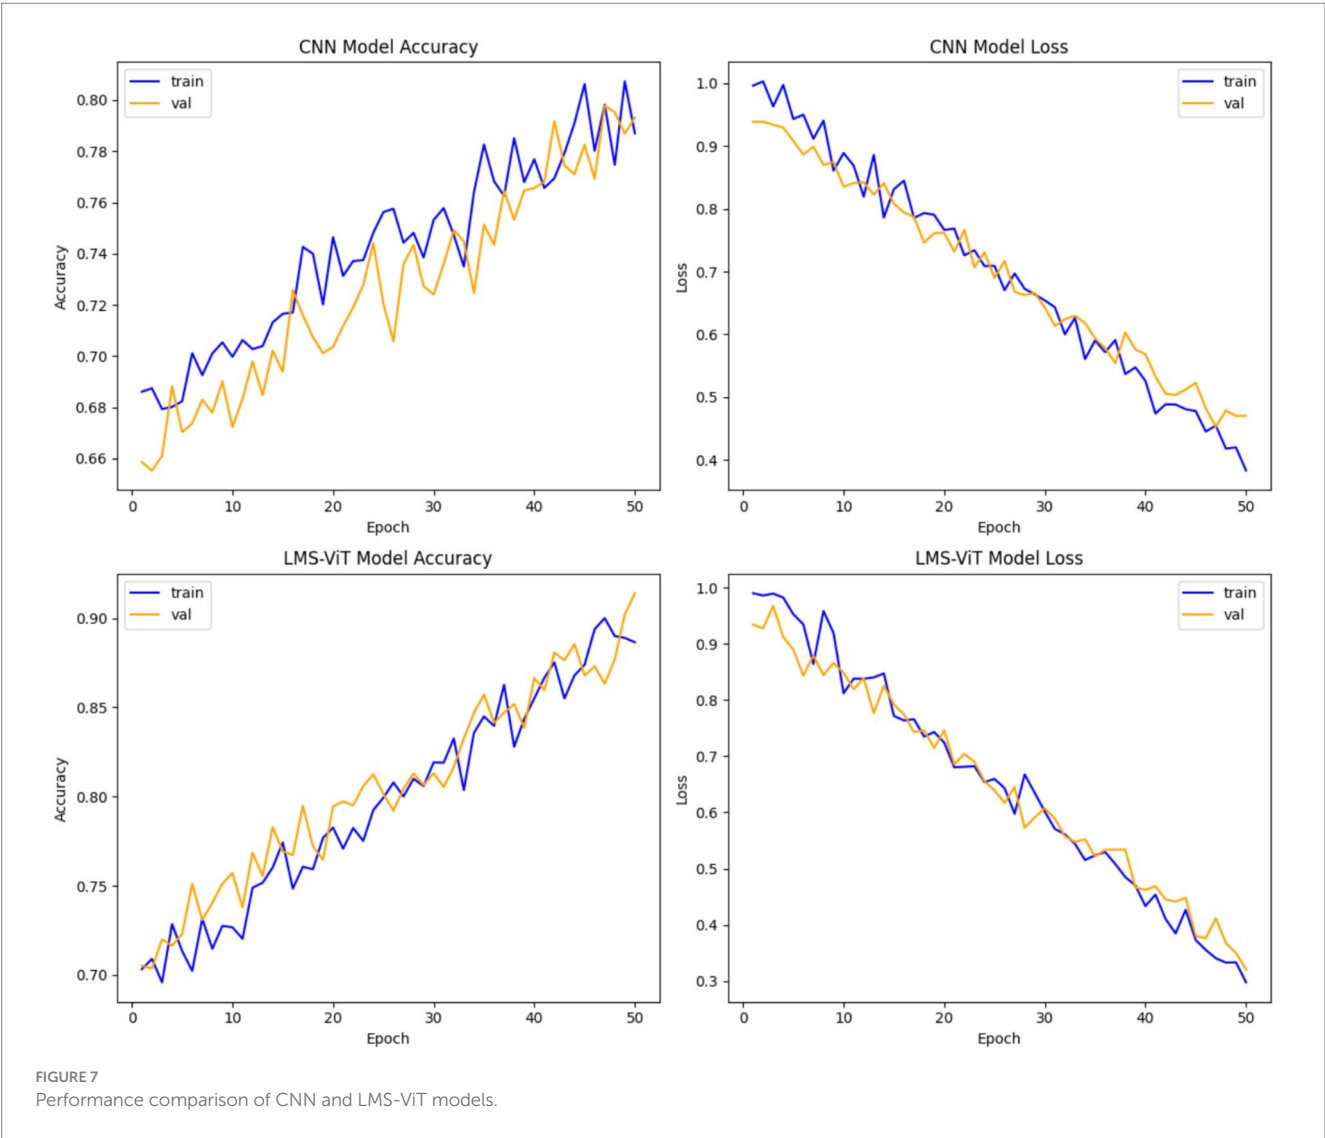 CNN Model Accuracy
train
val
0.80
0.78
0.76
0.74
0.72
0.70
0.68
0.66
Accuracy
0 10 20 30 40 50
Epoch
CNN Model Loss
train
val
1.0
0.9
0.8
0.7
0.6
0.5
0.4
Loss
0 10 20 30 40 50
Epoch
LMS-ViT Model Accuracy
train
val
0.90
0.85
0.80
0.75
0.70
Accuracy
0 10 20 30 40 50
Epoch
LMS-ViT Model Loss
train
val
1.0
0.9
0.8
0.7
0.6
0.5
0.4
0.3
Loss
0 10 20 30 40 50
Epoch
FIGURE 7
Performance comparison of CNN and LMS-ViT models.